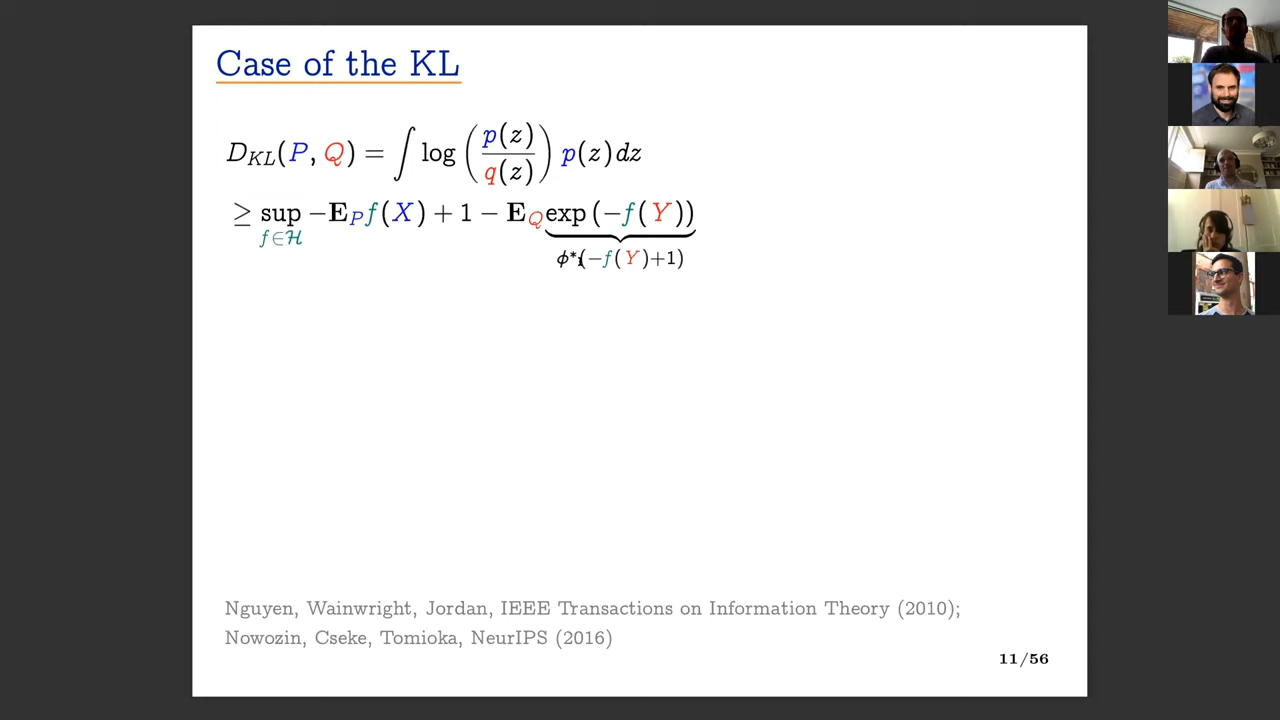 Case of the KL
D_{KL}(P, Q) = ∫ log (p(z)/q(z)) p(z)dz
≥ sup_{f∈ℋ} −E_P f(X) + 1 − E_Q exp (−f(Y))
ϕ*(−f(Y)+1)
Nguyen, Wainwright, Jordan, IEEE Transactions on Information Theory (2010);
Nowozin, Cseke, Tomioka, NeurIPS (2016)
11/56